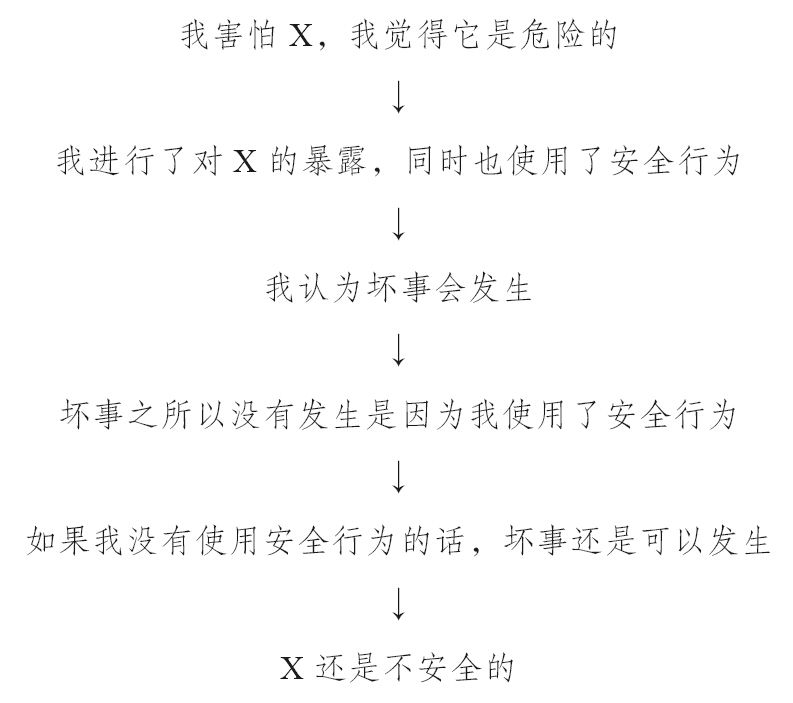 我害怕 X，我觉得它是危险的
↓
我进行了对 X 的暴露，同时也使用了安全行为
↓
我认为坏事会发生
↓
坏事之所以没有发生是因为我使用了安全行为
↓
如果我没有使用安全行为的话，坏事还是可以发生
↓
X 还是不安全的